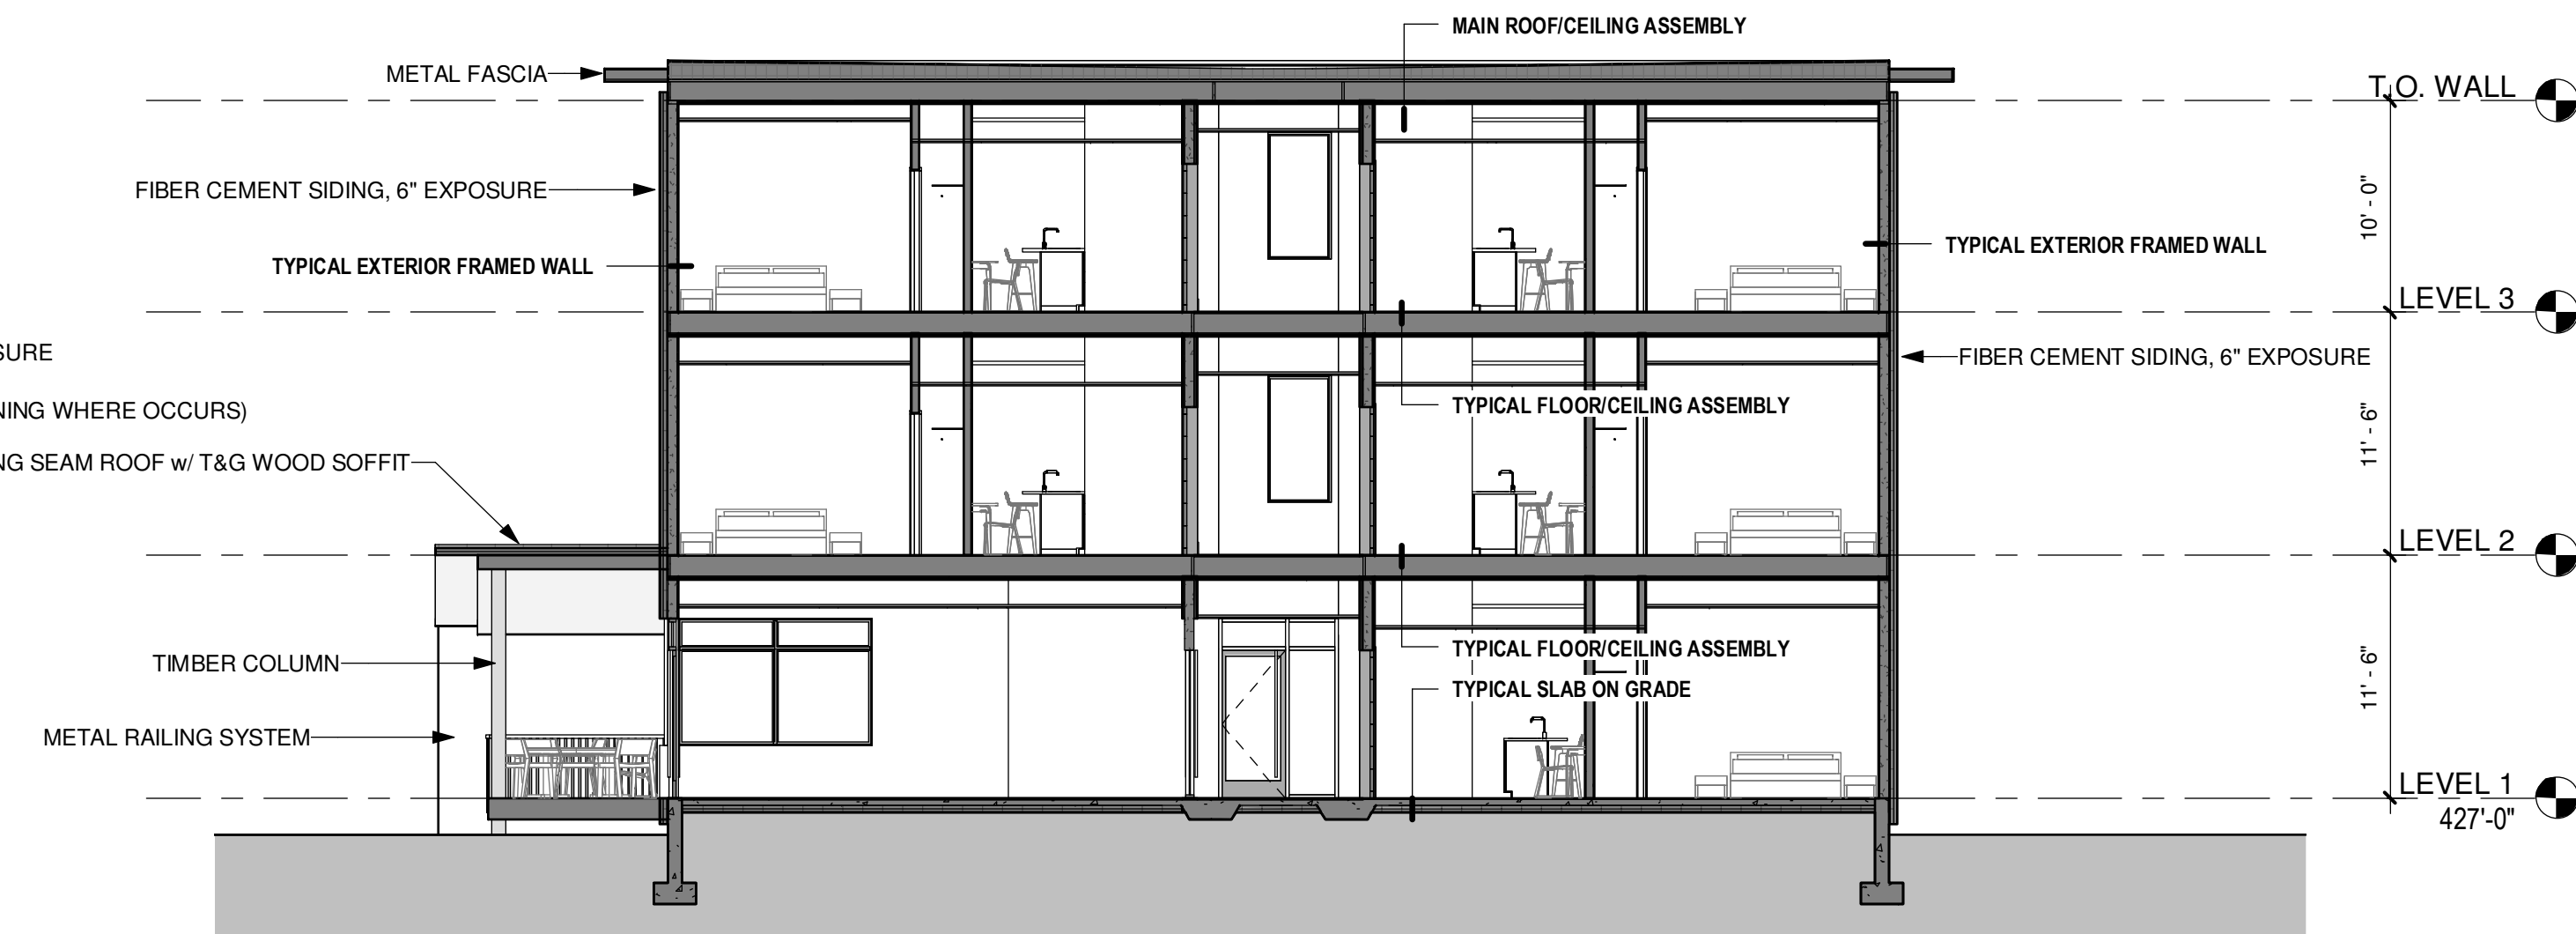 MAIN ROOF/CEILING ASSEMBLY
METAL FASCIA
T.O. WALL
FIBER CEMENT SIDING, 6" EXPOSURE
10' - 0"
TYPICAL EXTERIOR FRAMED WALL
TYPICAL EXTERIOR FRAMED WALL
LEVEL 3
SURE
FIBER CEMENT SIDING, 6" EXPOSURE
NING WHERE OCCURS)
TYPICAL FLOOR/CEILING ASSEMBLY
11' - 6"
NG SEAM ROOF w/ T&G WOOD SOFFIT
LEVEL 2
TIMBER COLUMN
TYPICAL FLOOR/CEILING ASSEMBLY
11' - 6"
TYPICAL SLAB ON GRADE
METAL RAILING SYSTEM
LEVEL 1
427'-0"